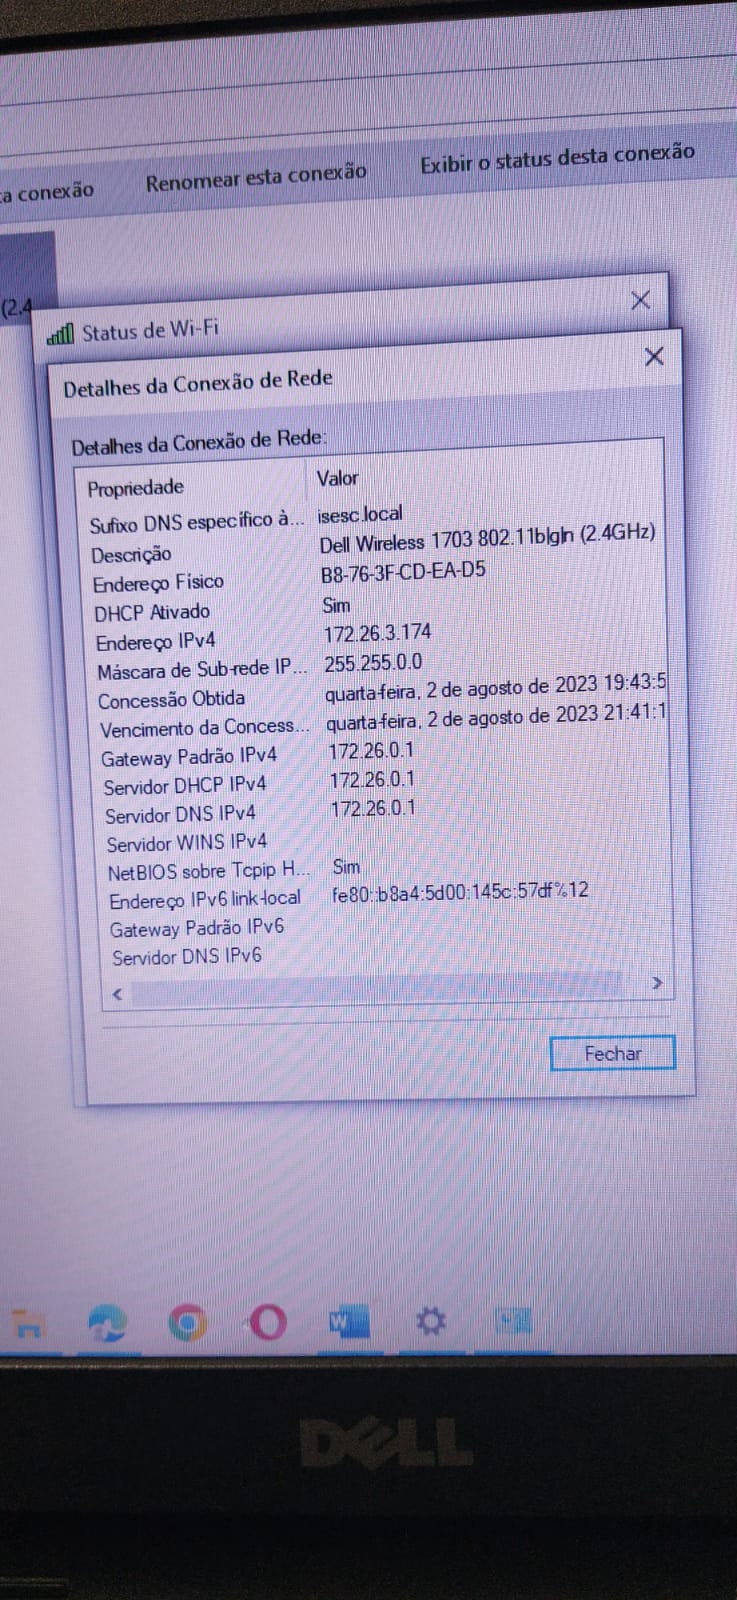 ta conexão Renomear esta conexão Exibir o status desta conexão
(2.4
Status de Wi-Fi
Detalhes da Conexão de Rede
Detalhes da Conexão de Rede:
Propriedade Valor
Sufixo DNS específico à... isesc.local
Descrição Dell Wireless 1703 802.11b|g|n (2.4GHz)
Endereço Físico B8-76-3F-CD-EA-D5
DHCP Ativado Sim
Endereço IPv4 172.26.3.174
Máscara de Sub-rede IP... 255.255.0.0
Concessão Obtida quarta-feira, 2 de agosto de 2023 19:43:5
Vencimento da Concess... quarta-feira, 2 de agosto de 2023 21:41:1
Gateway Padrão IPv4 172.26.0.1
Servidor DHCP IPv4 172.26.0.1
Servidor DNS IPv4 172.26.0.1
Servidor WINS IPv4
NetBIOS sobre Tcpip H... Sim
Endereço IPv6 link-local fe80::b8a4:5d00:145c:57df%12
Gateway Padrão IPv6
Servidor DNS IPv6
Fechar
W
DELL